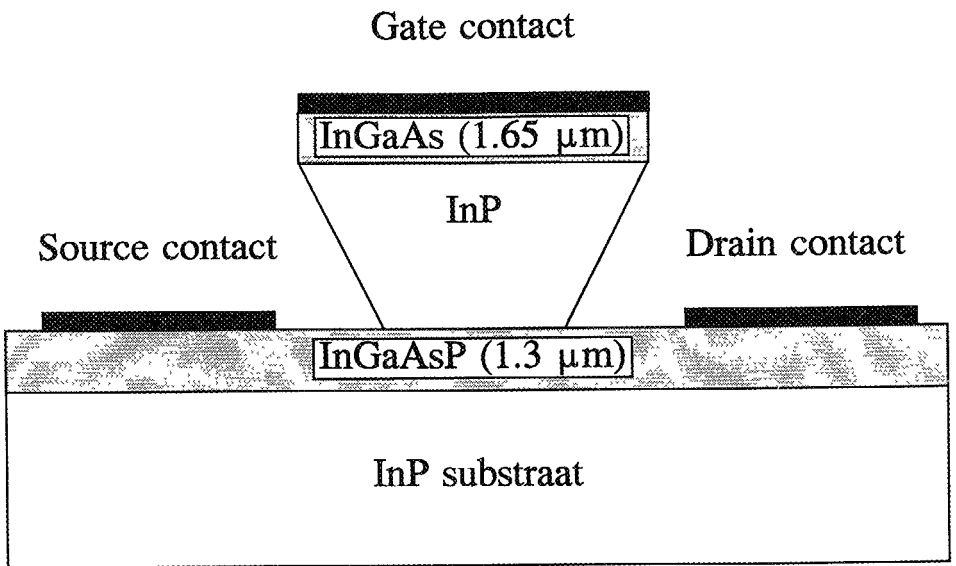 Gate contact
InGaAs (1.65 μm)
InP
Source contact
Drain contact
InGaAsP (1.3 μm)
InP substraat